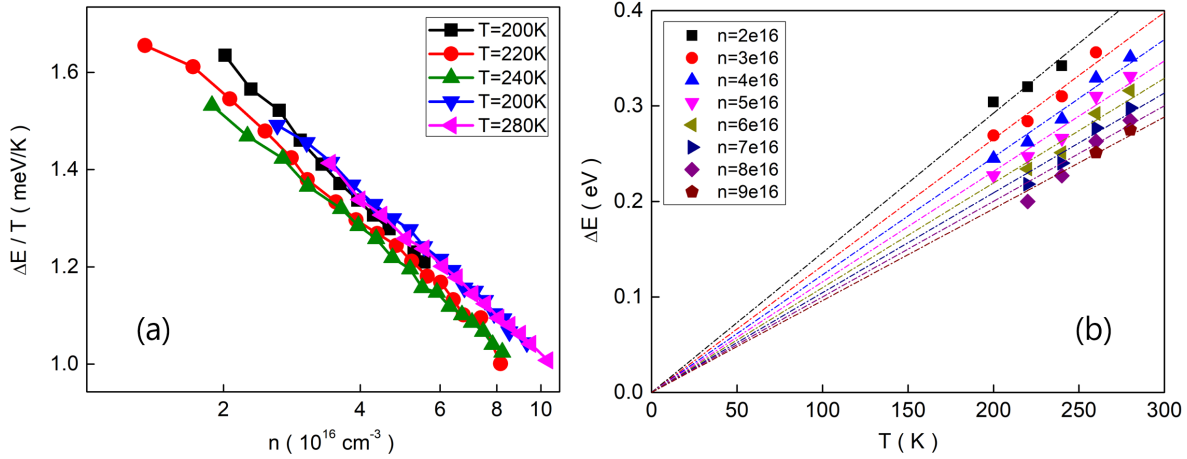 (a)
ΔE / T ( meV/K )
1.6
1.4
1.2
1.0
2
4
6
8
10
n ( 10¹⁶ cm⁻³ )
T=200K
T=220K
T=240K
T=200K
T=280K
(b)
ΔE (eV)
0.4
0.3
0.2
0.1
0.0
0
50
100
150
200
250
300
T ( K )
n=2e16
n=3e16
n=4e16
n=5e16
n=6e16
n=7e16
n=8e16
n=9e16